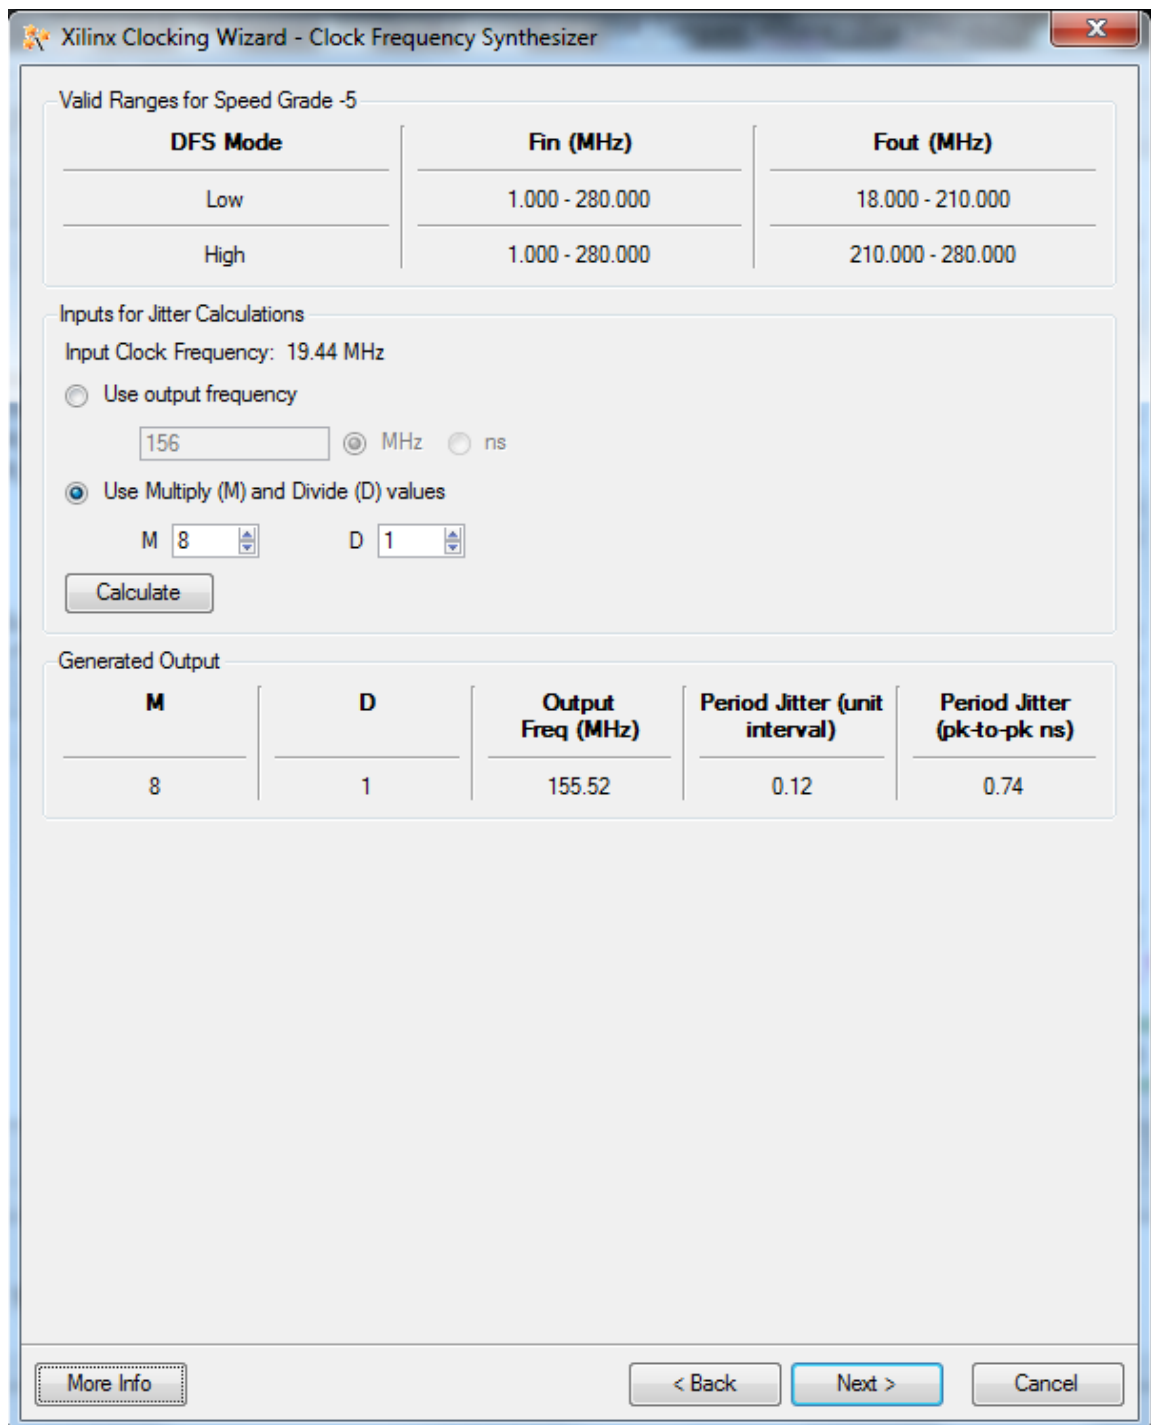 Xilinx Clocking Wizard - Clock Frequency Synthesizer
Valid Ranges for Speed Grade -5
DFS Mode Fin (MHz) Fout (MHz)
Low 1.000 - 280.000 18.000 - 210.000
High 1.000 - 280.000 210.000 - 280.000
Inputs for Jitter Calculations
Input Clock Frequency: 19.44 MHz
Use output frequency
156 MHz ns
Use Multiply (M) and Divide (D) values
M 8 D 1
Calculate
Generated Output
M D Output Period Jitter (unit Period Jitter
Freq (MHz) interval) (pk-to-pk ns)
8 1 155.52 0.12 0.74
More Info < Back Next > Cancel